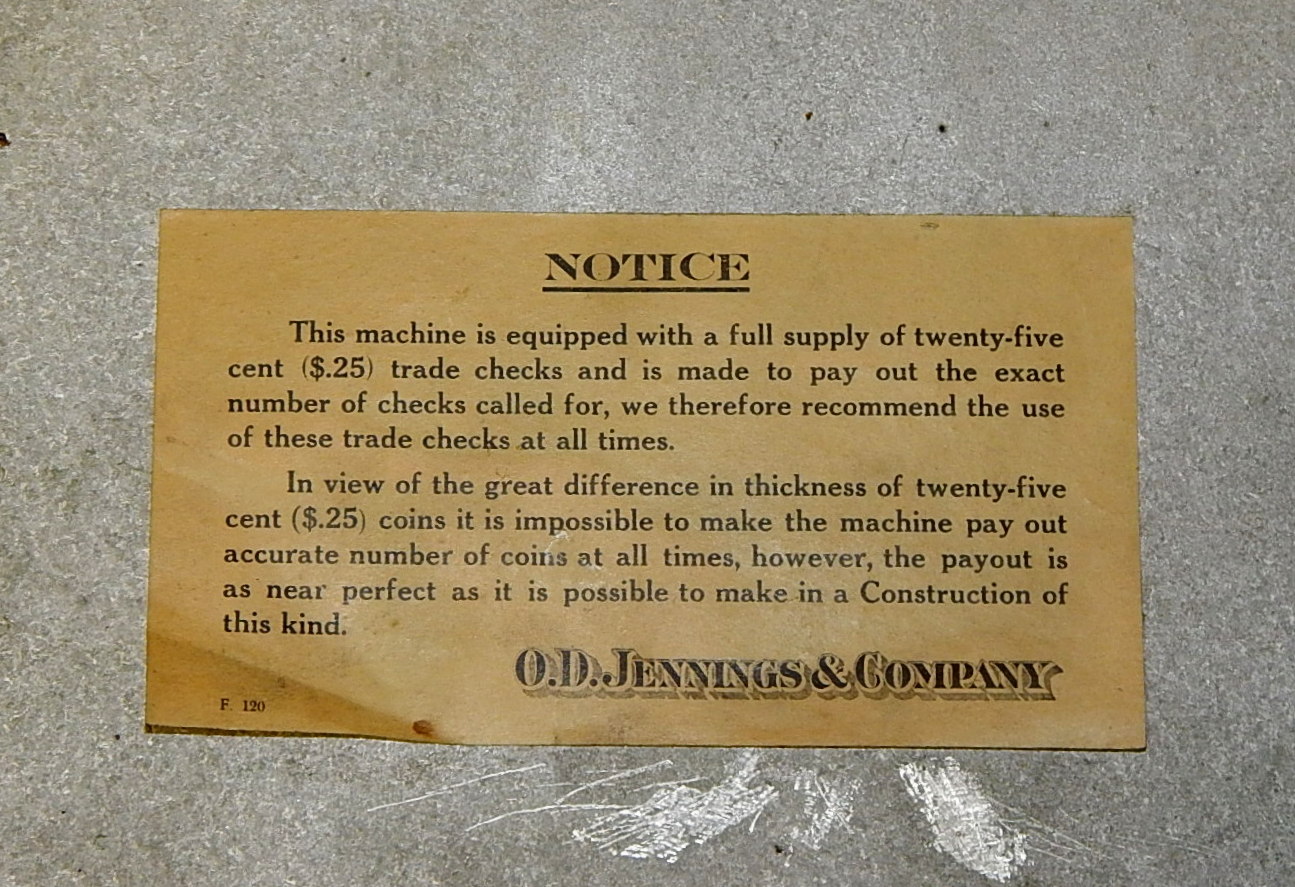 NOTICE
This machine is equipped with a full supply of twenty-five
cent ($.25) trade checks and is made to pay out the exact
number of checks called for, we therefore recommend the use
of these trade checks at all times.
In view of the great difference in thickness of twenty-five
cent ($.25) coins it is impossible to make the machine pay out
accurate number of coins at all times, however, the payout is
as near perfect as it is possible to make in a Construction of
this kind.
O.D. JENNINGS & COMPANY
F. 120